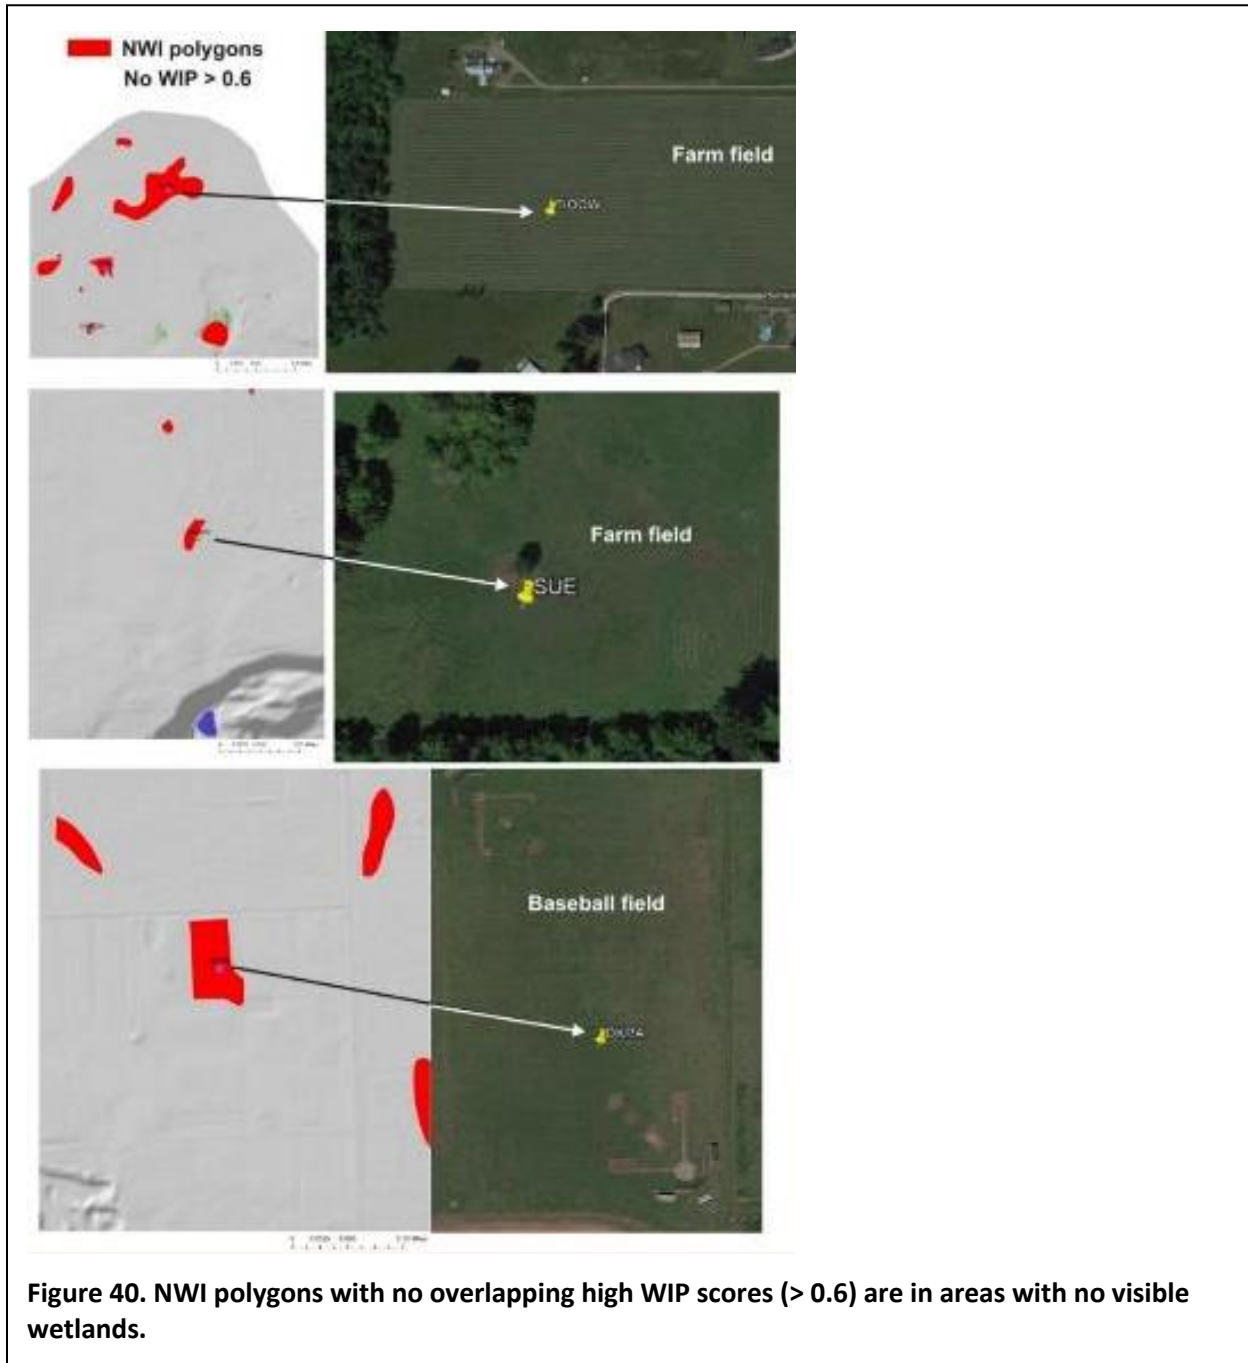 NWI polygons
No WIP > 0.6
Farm field
Farm field
SUE
Baseball field
Figure 40. NWI polygons with no overlapping high WIP scores (> 0.6) are in areas with no visible
wetlands.